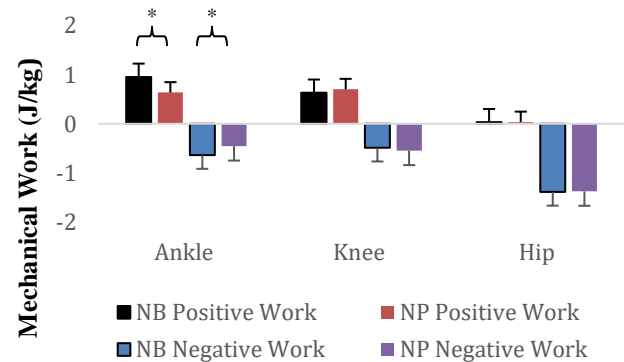 * *
2
1
0
-1
-2
Mechanical Work (J/kg)
Ankle Knee Hip
NB Positive Work NP Positive Work
NB Negative Work NP Negative Work